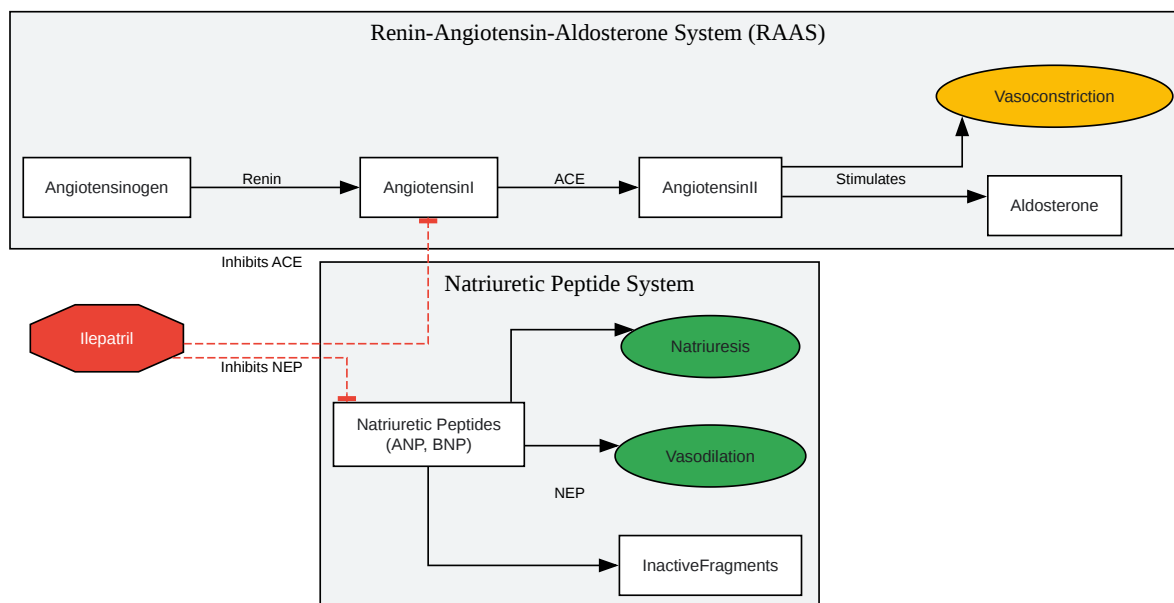 Renin-Angiotensin-Aldosterone System (RAAS)
Vasoconstriction
Angiotensinogen
Renin
AngiotensinI
ACE
AngiotensinII
Stimulates
Aldosterone
Inhibits ACE
Natriuretic Peptide System
Ilepatril
Natriuresis
Inhibits NEP
Natriuretic Peptides
(ANP, BNP)
Vasodilation
NEP
InactiveFragments